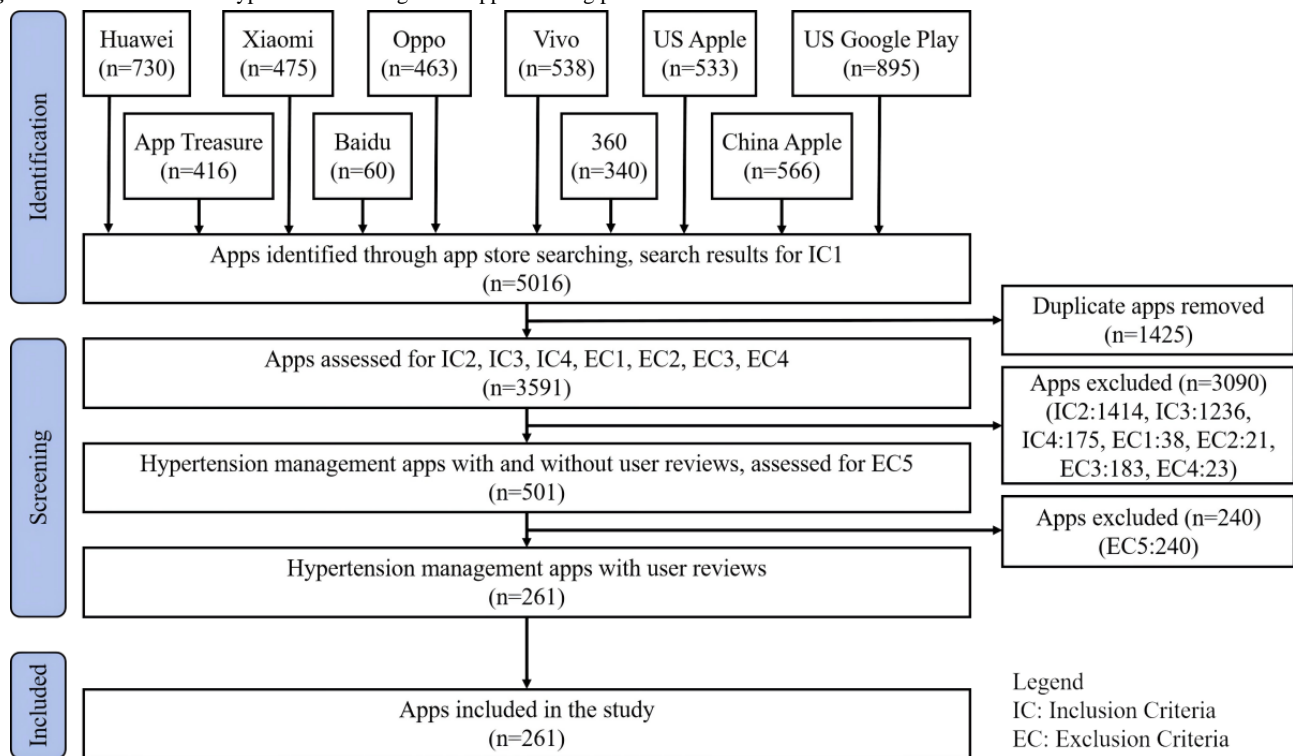 Identification
Huawei
(n=730)
Xiaomi
(n=475)
Oppo
(n=463)
Vivo
(n=538)
US Apple
(n=533)
US Google Play
(n=895)
App Treasure
(n=416)
Baidu
(n=60)
360
(n=340)
China Apple
(n=566)
Apps identified through app store searching, search results for IC1
(n=5016)
Duplicate apps removed
(n=1425)
Screening
Apps assessed for IC2, IC3, IC4, EC1, EC2, EC3, EC4
(n=3591)
Apps excluded (n=3090)
(IC2:1414, IC3:1236,
IC4:175, EC1:38, EC2:21,
EC3:183, EC4:23)
Hypertension management apps with and without user reviews, assessed for EC5
(n=501)
Apps excluded (n=240)
(EC5:240)
Hypertension management apps with user reviews
(n=261)
Included
Apps included in the study
(n=261)
Legend
IC: Inclusion Criteria
EC: Exclusion Criteria